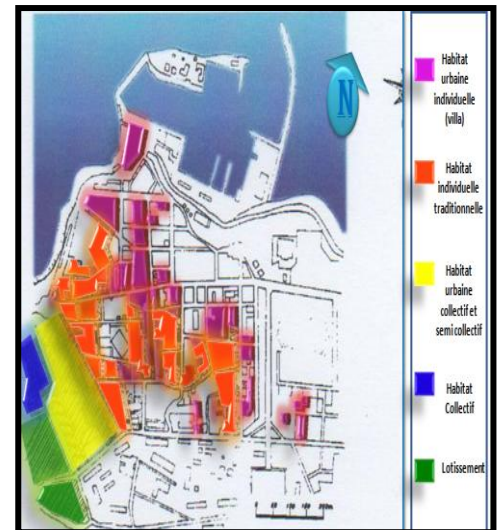 N
Habitat
urbaine
individuelle
(villa)
Habitat
individuelle
traditionnelle
Habitat
urbaine
collectif et
semi collectif
Habitat
Collectif
Lotissement